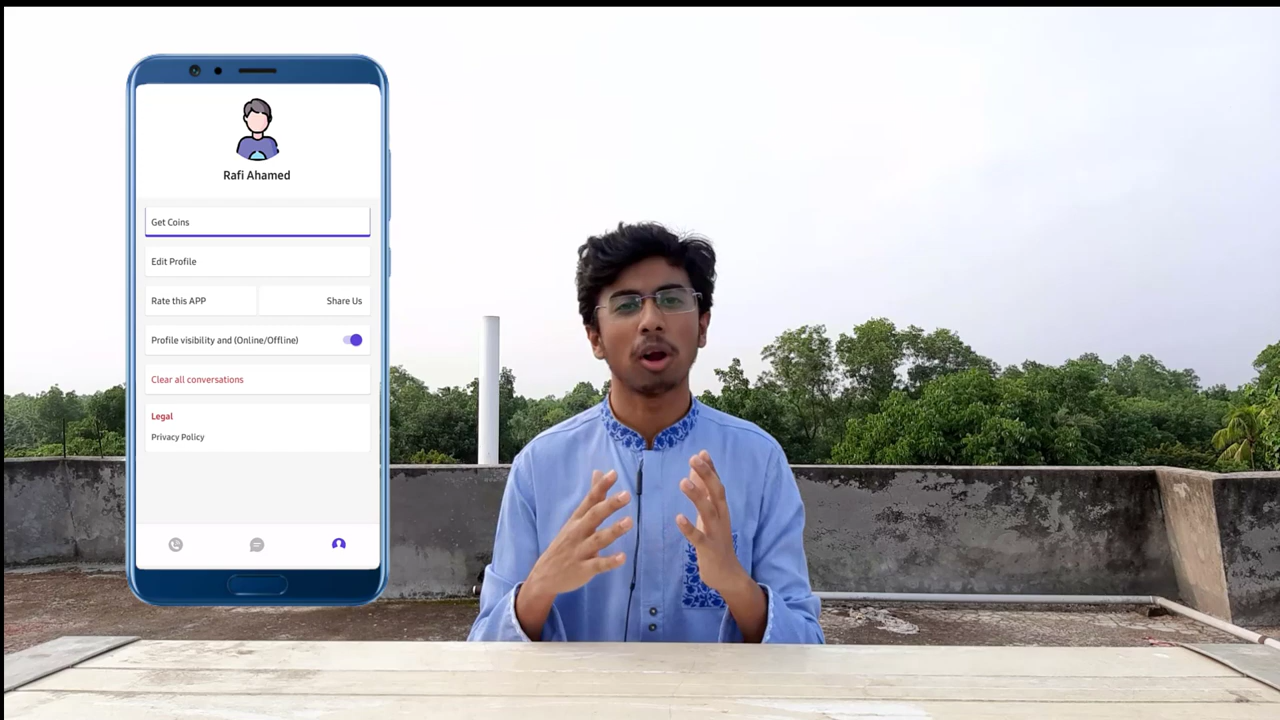 Rafi Ahamed
Get Coins
Edit Profile
Rate this APP
Share Us
Profile visibility and (Online/Offline)
Clear all conversations
Legal
Privacy Policy